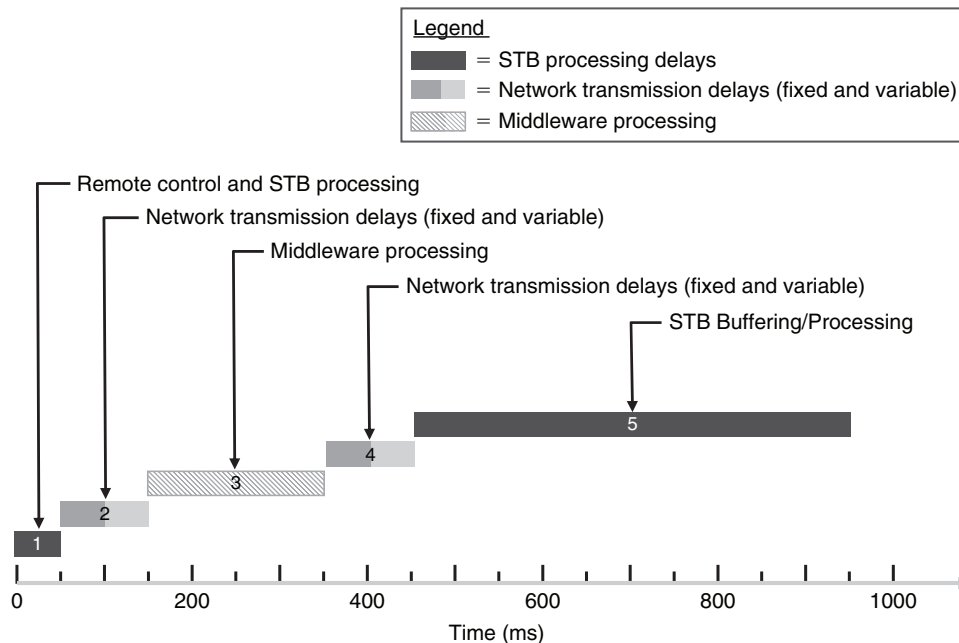 Legend
= STB processing delays
= Network transmission delays (fixed and variable)
= Middleware processing
Remote control and STB processing
Network transmission delays (fixed and variable)
Middleware processing
Network transmission delays (fixed and variable)
STB Buffering/Processing
5
4
3
2
1
0 200 400 600 800 1000
Time (ms)